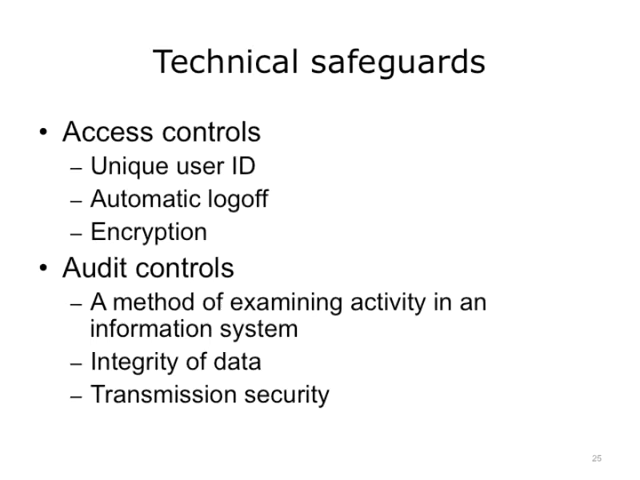 Technical safeguards
• Access controls
– Unique user ID
– Automatic logoff
– Encryption
• Audit controls
– A method of examining activity in an
information system
– Integrity of data
– Transmission security
25